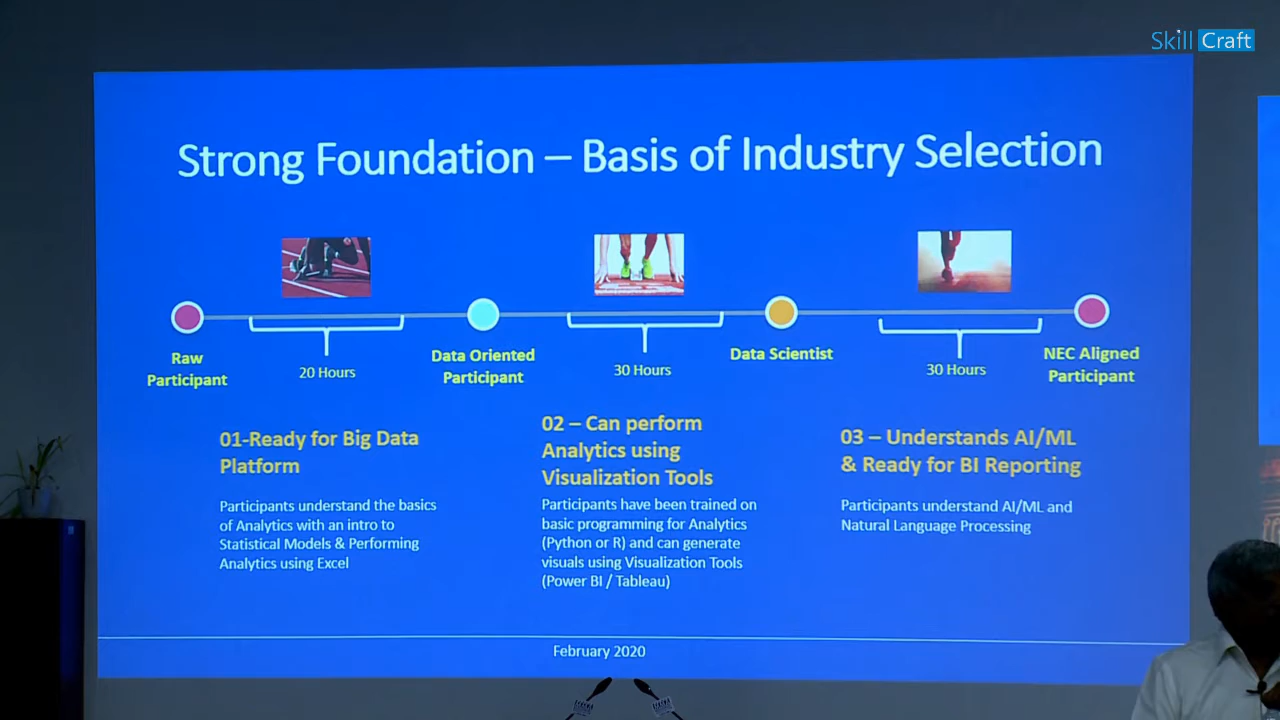 Skill Craft
Strong Foundation – Basis of Industry Selection
Raw
Participant
20 Hours
Data Oriented
Participant
30 Hours
Data Scientist
30 Hours
NEC Aligned
Participant
01-Ready for Big Data
Platform
Participants understand the basics
of Analytics with an intro to
Statistical Models & Performing
Analytics using Excel
02 – Can perform
Analytics using
Visualization Tools
Participants have been trained on
basic programming for Analytics
(Python or R) and can generate
visuals using Visualization Tools
(Power BI / Tableau)
03 – Understands AI/ML
& Ready for BI Reporting
Participants understand AI/ML and
Natural Language Processing
February 2020